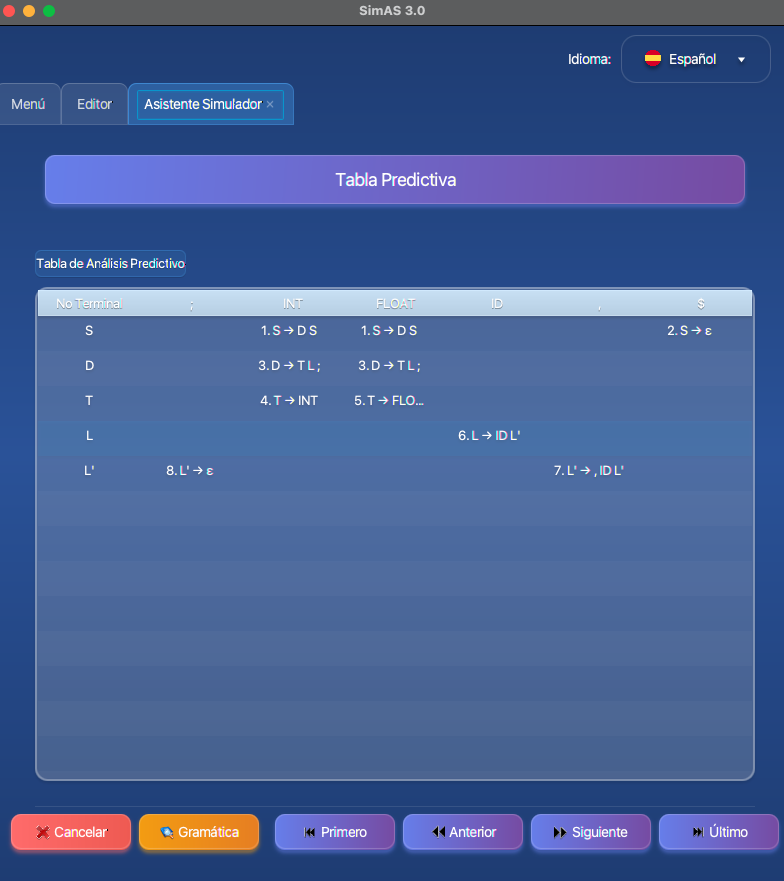 SimAS 3.0
Idioma: Español
Menú Editor Asistente Simulador ×
Tabla Predictiva
Tabla de Análisis Predictivo
No Terminal ; INT FLOAT ID , $
S 1. S → D S 1. S → D S 2. S → ε
D 3. D → T L ; 3. D → T L ;
T 4. T → INT 5. T → FLO...
L 6. L → ID L'
L' 8. L' → ε 7. L' → , ID L'
Cancelar Gramática Primero Anterior Siguiente Último